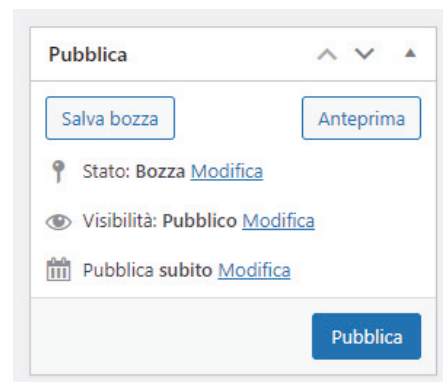 Pubblica
Salva bozza Anteprima
Stato: Bozza Modifica
Visibilità: Pubblico Modifica
Pubblica subito Modifica
Pubblica